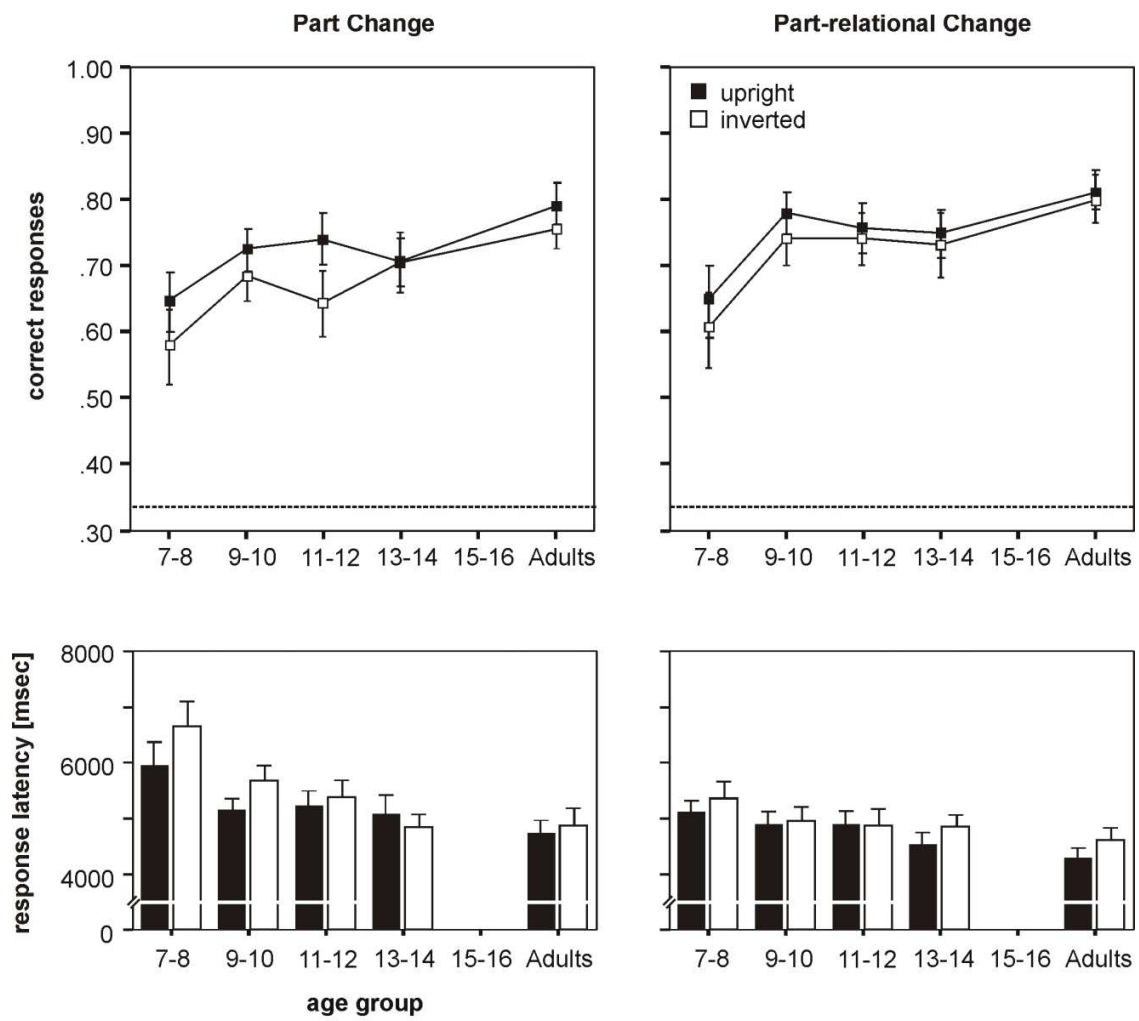 Part Change
Part-relational Change
correct responses
1.00
.90
.80
.70
.60
.50
.40
.30
upright
inverted
7-8 9-10 11-12 13-14 15-16 Adults
7-8 9-10 11-12 13-14 15-16 Adults
response latency [msec]
8000
6000
4000
0
7-8 9-10 11-12 13-14 15-16 Adults
7-8 9-10 11-12 13-14 15-16 Adults
age group